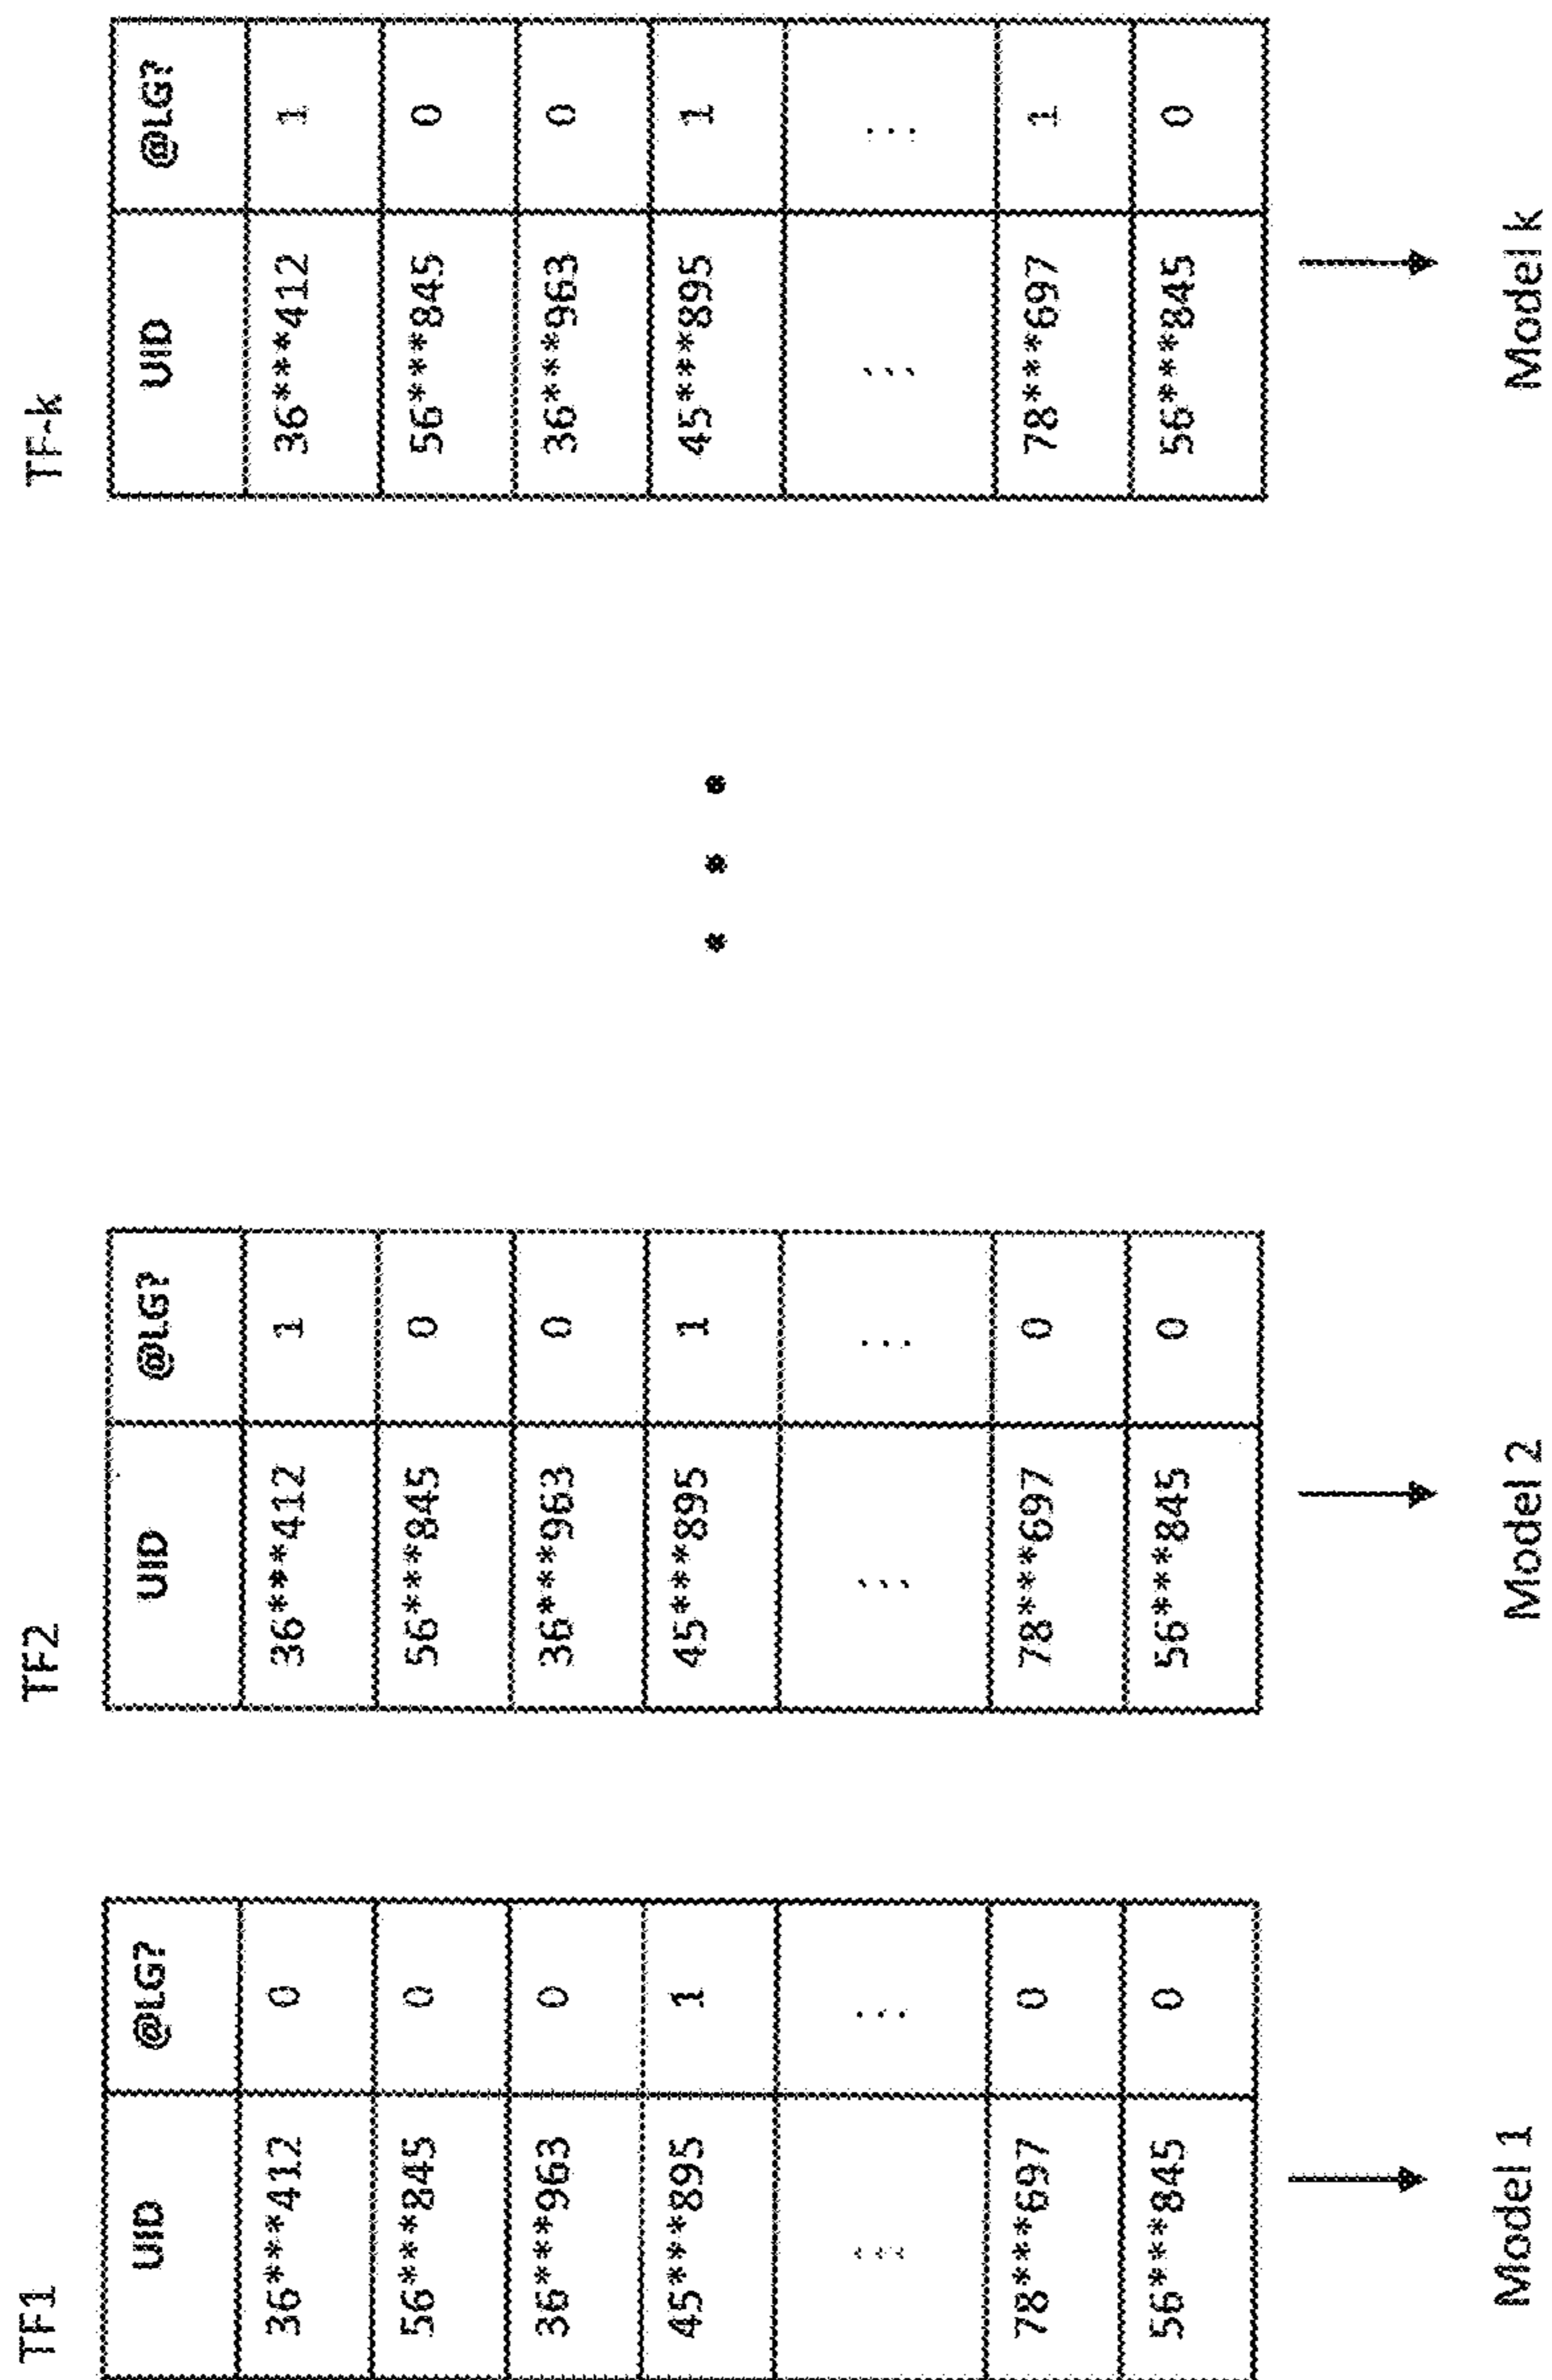 TF1
UID @LG?
36***412 0
56***845 0
36***963 0
45***895 1
... ...
78***697 0
56***845 0
Model 1
TF2
UID @LG?
36***412 1
56***845 0
36***963 0
45***895 1
... ...
78***697 0
56***845 0
Model 2
TF-k
UID @LG?
36***412 1
56***845 0
36***963 0
45***895 1
... ...
78***697 1
56***845 0
Model k